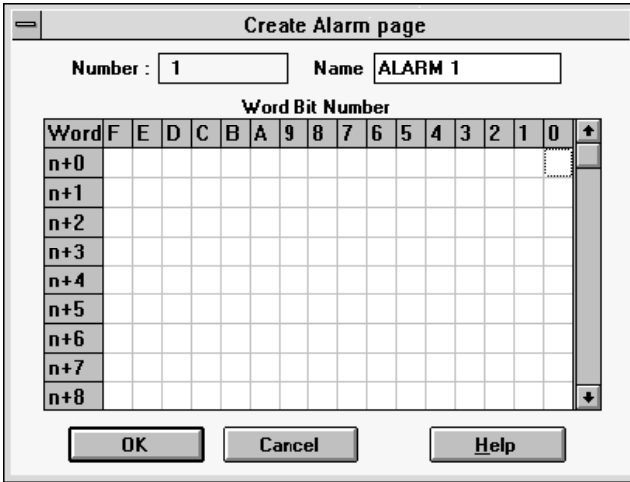 Create Alarm page
Number : 1 Name ALARM 1
Word Bit Number
Word F E D C B A 9 8 7 6 5 4 3 2 1 0
n+0
n+1
n+2
n+3
n+4
n+5
n+6
n+7
n+8
OK Cancel Help